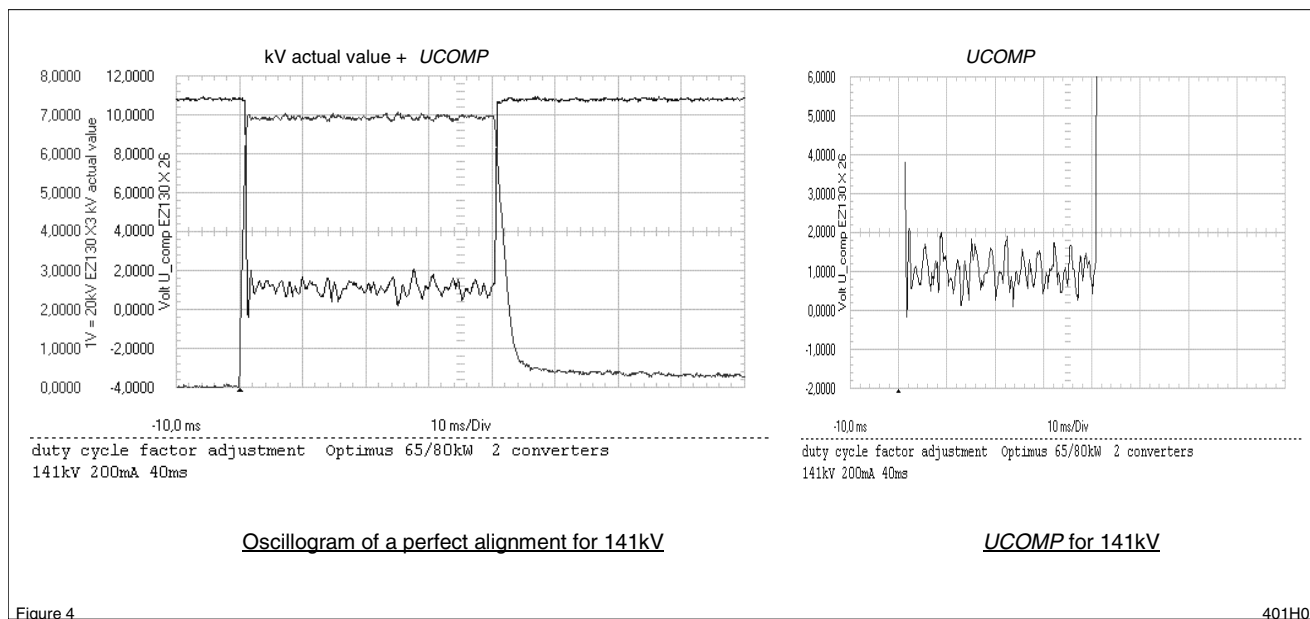 kV actual value + UCOMP
8,0000
7,0000
6,0000
5,0000
4,0000
3,0000
2,0000
1,0000
0,0000
1V = 20kV EZ130 X3 kV actual value
12,0000
10,0000
8,0000
6,0000
4,0000
2,0000
0,0000
-2,0000
-4,0000
Volt U_comp EZ130 X 26
-10,0 ms
10 ms/Div
duty cycle factor adjustment Optimus 65/80kW 2 converters
141kV 200mA 40ms
Oscillogram of a perfect alignment for 141kV
UCOMP
6,0000
5,0000
4,0000
3,0000
2,0000
1,0000
0,0000
-1,0000
-2,0000
Volt U_comp EZ130 X 26
-10,0 ms
10 ms/Div
duty cycle factor adjustment Optimus 65/80kW 2 converters
141kV 200mA 40ms
UCOMP for 141kV
Figure 4
401H0